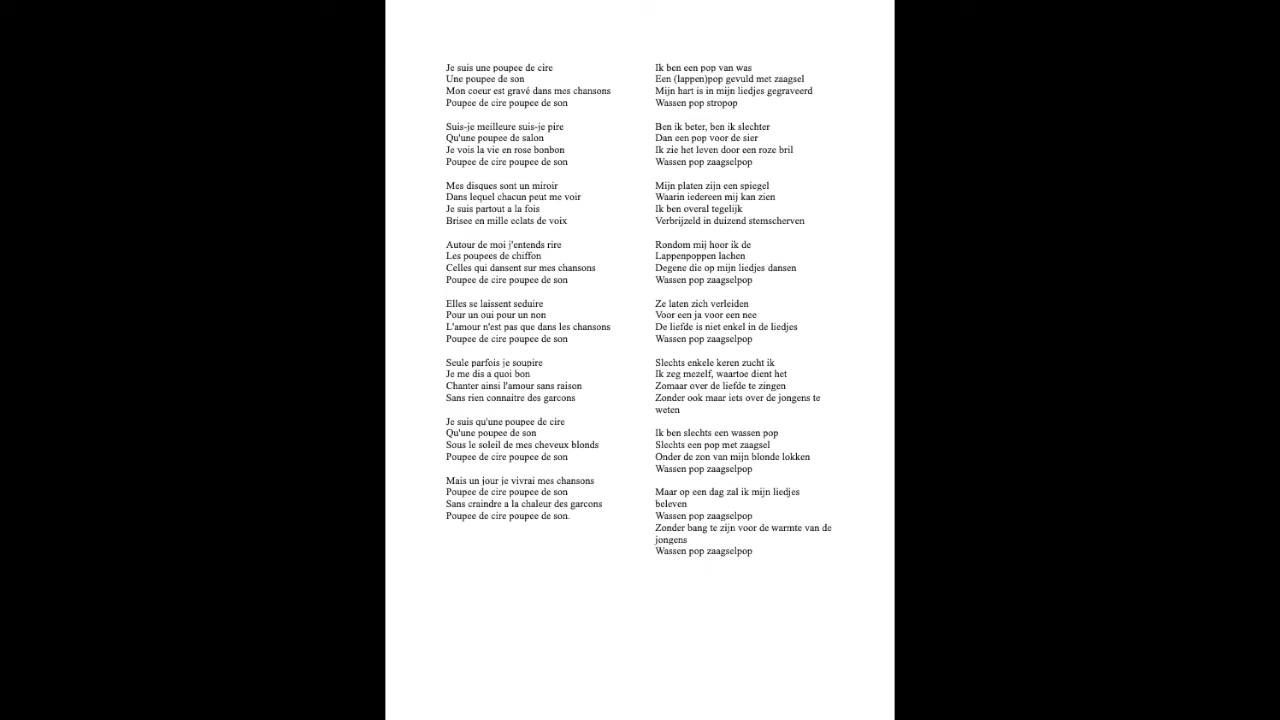 Je suis une poupee de cire
Une poupee de son
Mon coeur est gravé dans mes chansons
Poupee de cire poupee de son
Suis-je meilleure suis-je pire
Qu'une poupee de salon
Je vois la vie en rose bonbon
Poupee de cire poupee de son
Mes disques sont un miroir
Dans lequel chacun peut me voir
Je suis partout a la fois
Brisee en mille eclats de voix
Autour de moi j'entends rire
Les poupees de chiffon
Celles qui dansent sur mes chansons
Poupee de cire poupee de son
Elles se laissent seduire
Pour un oui pour un non
L'amour n'est pas que dans les chansons
Poupee de cire poupee de son
Seule parfois je soupire
Je me dis a quoi bon
Chanter ainsi l'amour sans raison
Sans rien connaitre des garcons
Je suis qu'une poupee de cire
Qu'une poupee de son
Sous le soleil de mes cheveux blonds
Poupee de cire poupee de son
Mais un jour je vivrai mes chansons
Poupee de cire poupee de son
Sans craindre a la chaleur des garcons
Poupee de cire poupee de son.
Ik ben een pop van was
Een (lappen)pop gevuld met zaagsel
Mijn hart is in mijn liedjes gegraveerd
Wassen pop stropop
Ben ik beter, ben ik slechter
Dan een pop voor de sier
Ik zie het leven door een roze bril
Wassen pop zaagselpop
Mijn platen zijn een spiegel
Waarin iedereen mij kan zien
Ik ben overal tegelijk
Verbrijzeld in duizend stemscherven
Rondom mij hoor ik de
Lappenpoppen lachen
Degene die op mijn liedjes dansen
Wassen pop zaagselpop
Ze laten zich verleiden
Voor een ja voor een nee
De liefde is niet enkel in de liedjes
Wassen pop zaagselpop
Slechts enkele keren zucht ik
Ik zeg mezelf, waartoe dient het
Zomaar over de liefde te zingen
Zonder ook maar iets over de jongens te
weten
Ik ben slechts een wassen pop
Slechts een pop met zaagsel
Onder de zon van mijn blonde lokken
Wassen pop zaagselpop
Maar op een dag zal ik mijn liedjes
beleven
Wassen pop zaagselpop
Zonder bang te zijn voor de warmte van de
jongens
Wassen pop zaagselpop